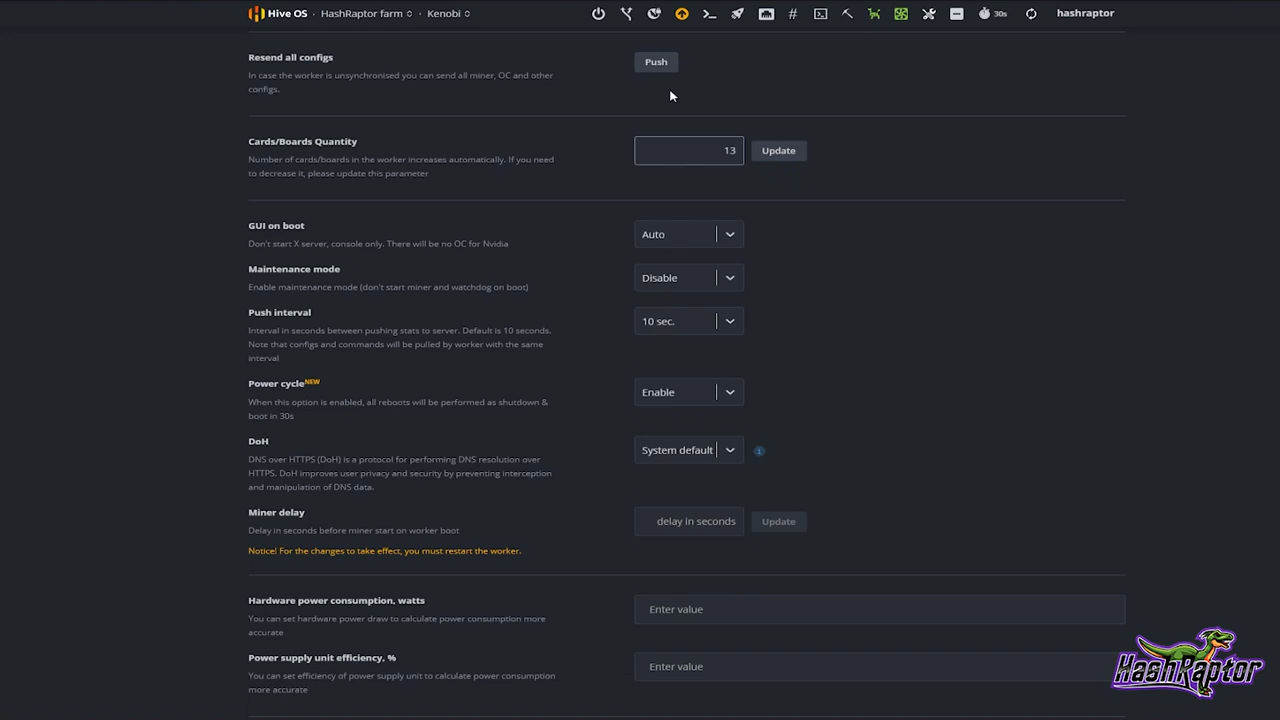 Hive OS HashRaptor farm Kenobi 30s hashraptor
Resend all configs
Push
In case the worker is unsynchronised you can send all miner, OC and other
configs.
Cards/Boards Quantity
13 Update
Number of cards/boards in the worker increases automatically. If you need
to decrease it, please update this parameter
GUI on boot
Auto
Don't start X server, console only. There will be no OC for Nvidia
Maintenance mode
Disable
Enable maintenance mode (don't start miner and watchdog on boot)
Push interval
10 sec.
Interval in seconds between pushing stats to server. Default is 10 seconds.
Note that configs and commands will be pulled by worker with the same
interval
Power cycle NEW
Enable
When this option is enabled, all reboots will be performed as shutdown &
boot in 30s
DoH
System default
DNS over HTTPS (DoH) is a protocol for performing DNS resolution over
HTTPS. DoH improves user privacy and security by preventing interception
and manipulation of DNS data.
Miner delay
delay in seconds Update
Delay in seconds before miner start on worker boot
Notice! For the changes to take effect, you must restart the worker.
Hardware power consumption, watts
Enter value
You can set hardware power draw to calculate power consumption more
accurate
Power supply unit efficiency, %
Enter value
You can set efficiency of power supply unit to calculate power consumption
more accurate
HashRaptor